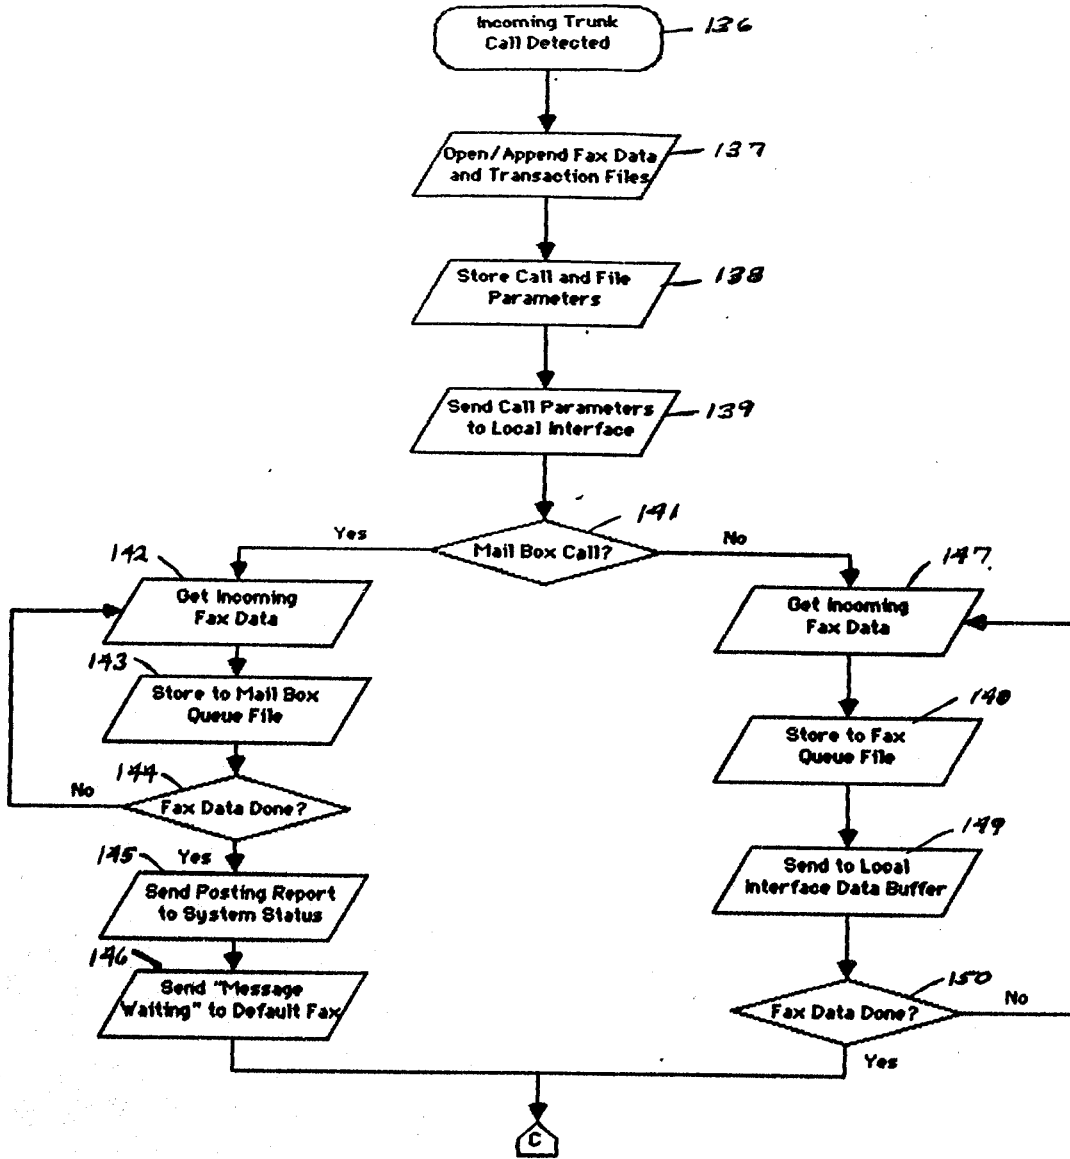 Incoming Trunk
Call Detected
136
Open/Append Fax Data
and Transaction Files
137
Store Call and File
Parameters
138
Send Call Parameters
to Local Interface
139
Mail Box Call?
141
Yes
No
142
Get Incoming
Fax Data
143
Store to Mail Box
Queue File
144
No
Fax Data Done?
Yes
145
Send Posting Report
to System Status
146
Send "Message
Waiting" to Default Fax
147
Get Incoming
Fax Data
148
Store to Fax
Queue File
149
Send to Local
Interface Data Buffer
150
Fax Data Done?
No
Yes
C